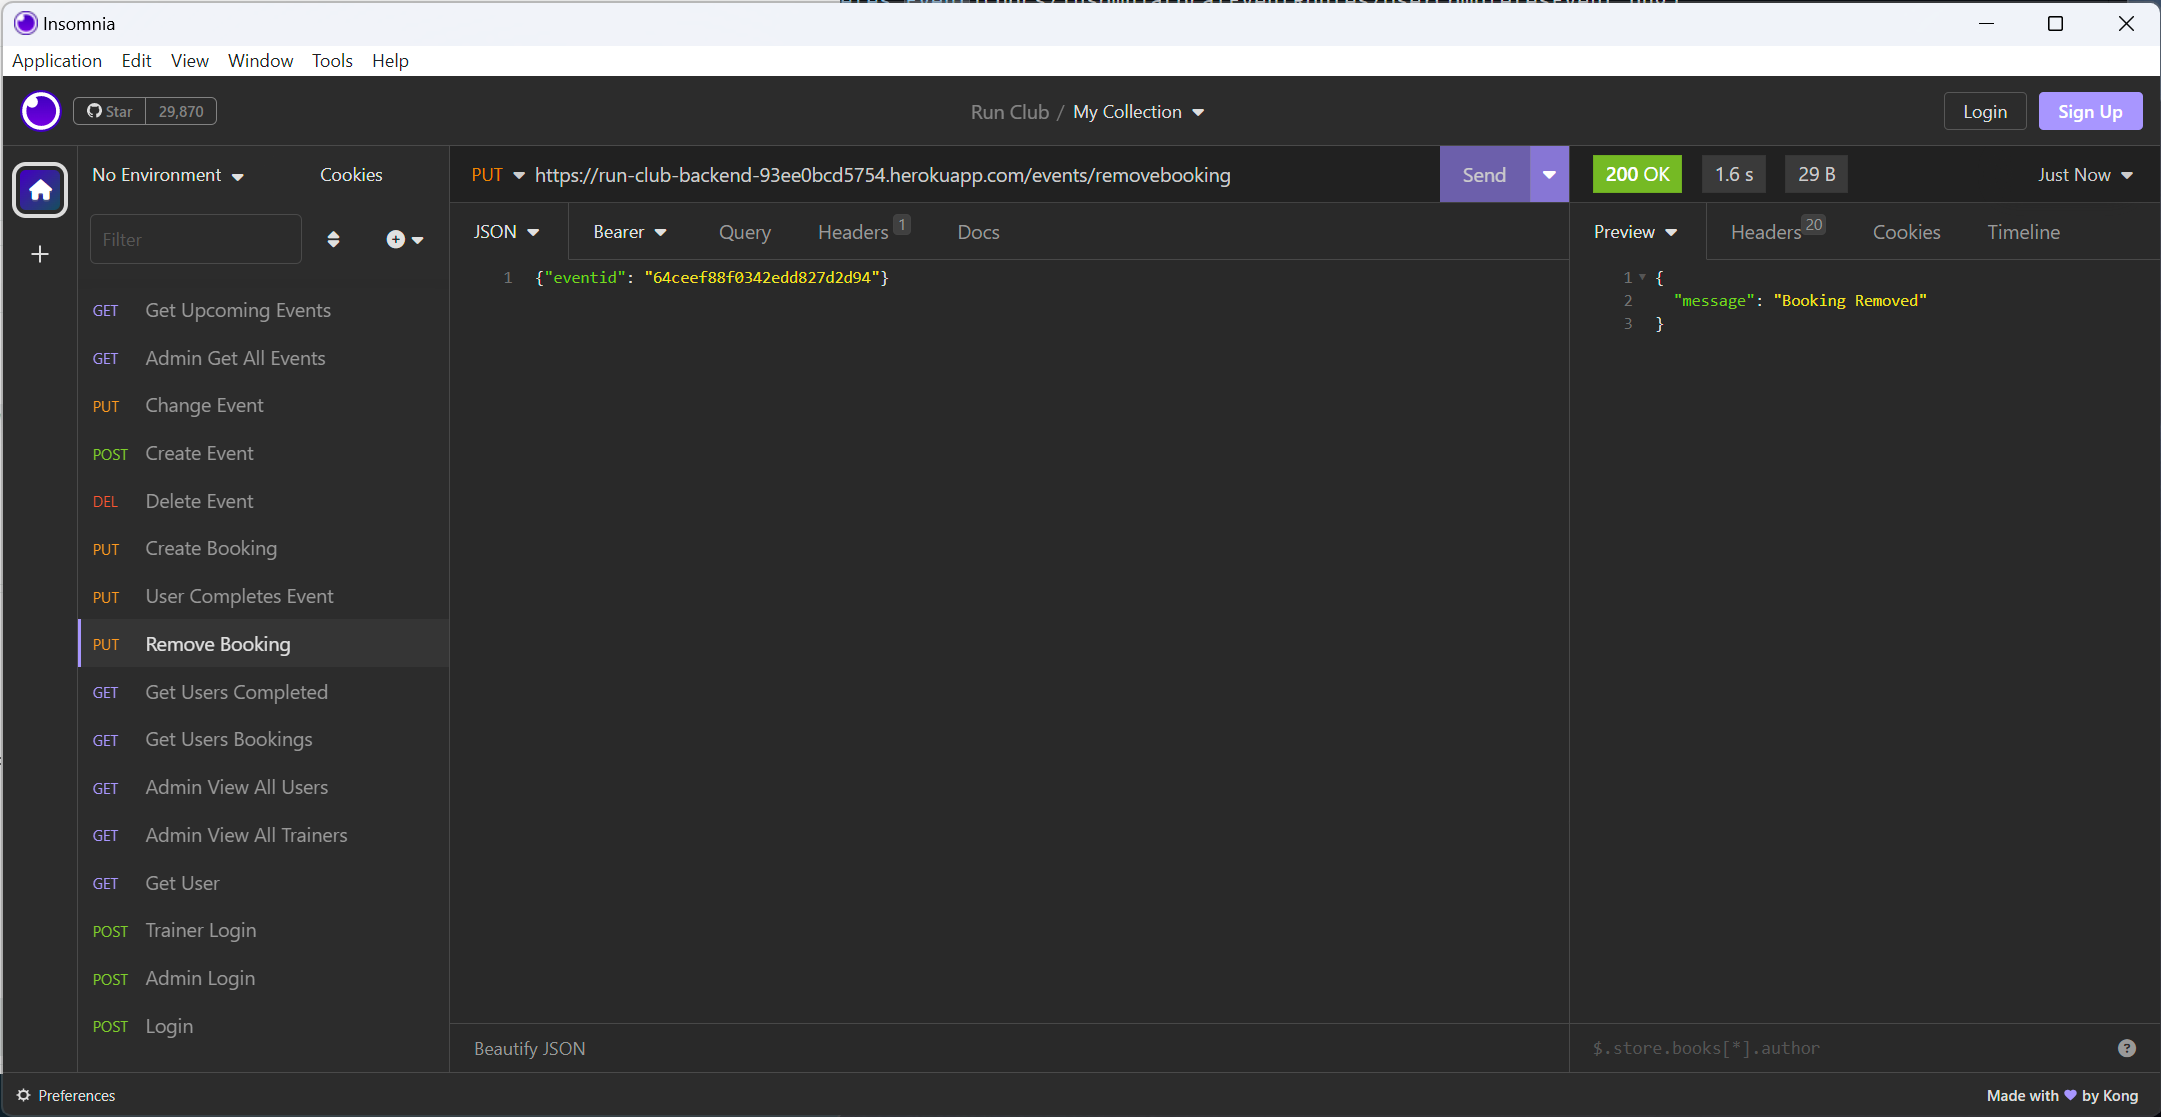 Insomnia
Application Edit View Window Tools Help
Star 29,870
Run Club / My Collection
Login Sign Up
No Environment Cookies
Filter
GET Get Upcoming Events
GET Admin Get All Events
PUT Change Event
POST Create Event
DEL Delete Event
PUT Create Booking
PUT User Completes Event
PUT Remove Booking
GET Get Users Completed
GET Get Users Bookings
GET Admin View All Users
GET Admin View All Trainers
GET Get User
POST Trainer Login
POST Admin Login
POST Login
PUT https://run-club-backend-93ee0bcd5754.herokuapp.com/events/removebooking Send
JSON Bearer Query Headers 1 Docs
1 {"eventid": "64ceef88f0342edd827d2d94"}
Beautify JSON
200 OK 1.6 s 29 B Just Now
Preview Headers 20 Cookies Timeline
1 {
2 "message": "Booking Removed"
3 }
$.store.books[*].author ?
Preferences
Made with by Kong